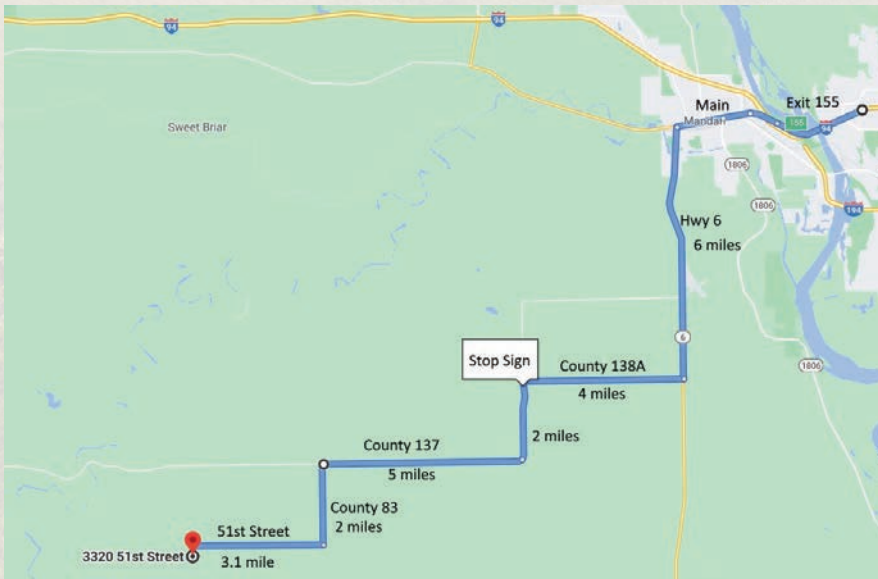 94
Main
Exit 155
Sweet Briar
Mandan
155
94
1806
1806
194
Hwy 6
6 miles
6
Stop Sign
County 138A
4 miles
1806
2 miles
County 137
5 miles
County 83
2 miles
51st Street
3320 51st Street
3.1 mile